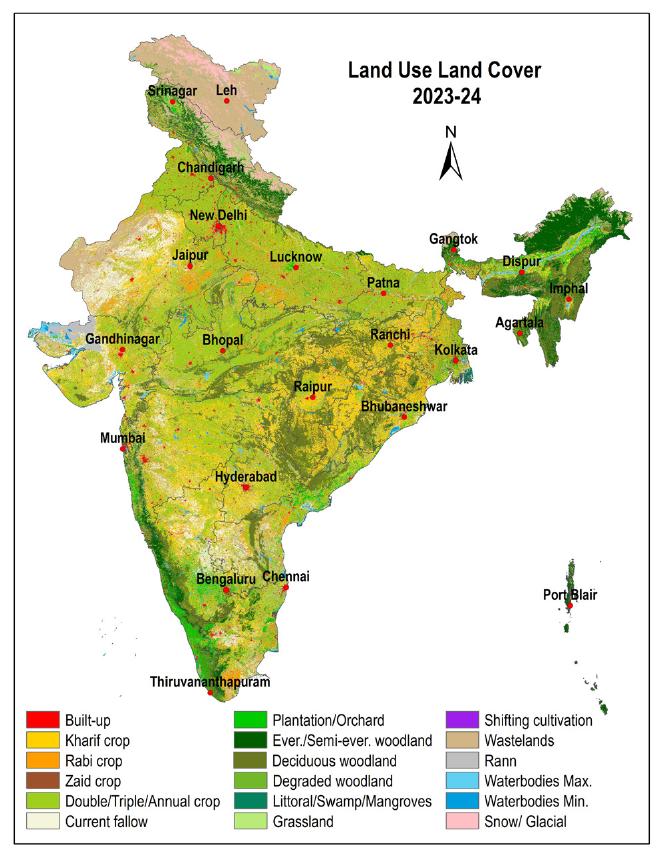 Land Use Land Cover
2023-24
N
Srinagar
Leh
Chandigarh
New Delhi
Jaipur
Lucknow
Gangtok
Dispur
Patna
Imphal
Gandhinagar
Bhopal
Ranchi
Agartala
Kolkata
Raipur
Bhubaneshwar
Mumbai
Hyderabad
Bengaluru
Chennai
Port Blair
Thiruvananthapuram
Built-up
Kharif crop
Rabi crop
Zaid crop
Double/Triple/Annual crop
Current fallow
Plantation/Orchard
Ever./Semi-ever. woodland
Deciduous woodland
Degraded woodland
Littoral/Swamp/Mangroves
Grassland
Shifting cultivation
Wastelands
Rann
Waterbodies Max.
Waterbodies Min.
Snow/ Glacial